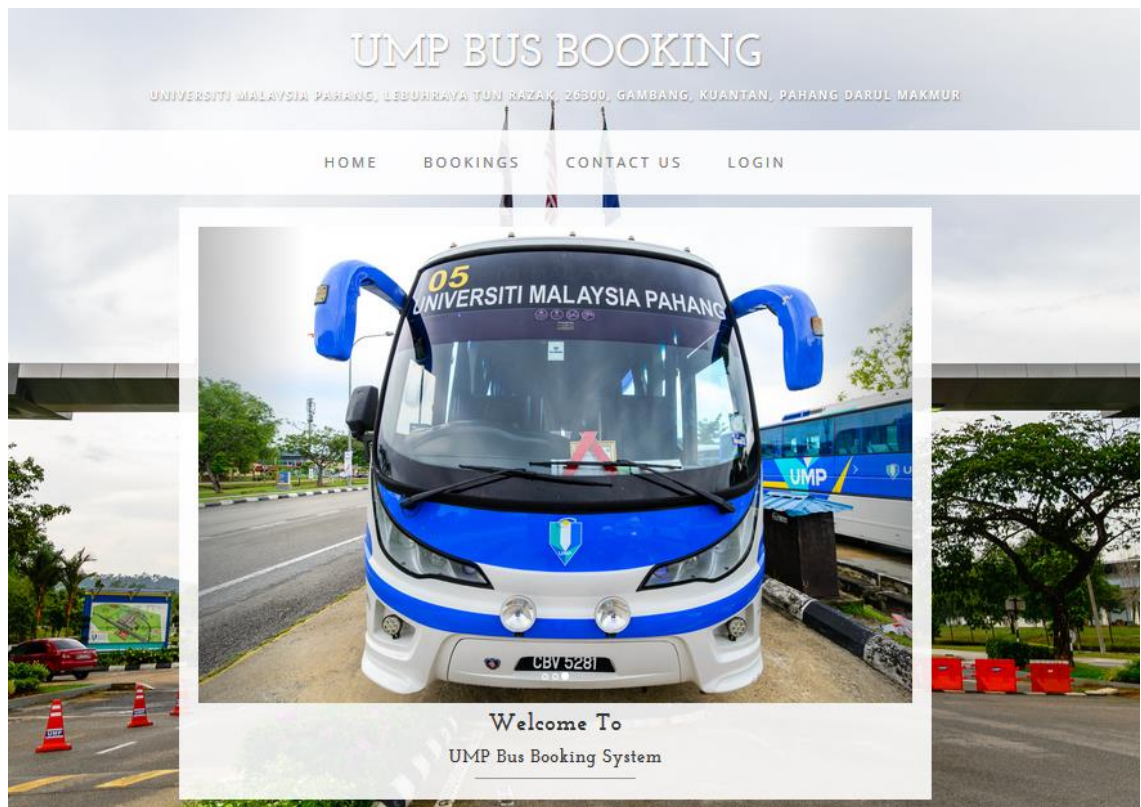 UMP BUS BOOKING
UNIVERSITI MALAYSIA PAHANG, LEBUHRAYA TUN RAZAK, 26300, GAMBANG, KUANTAN, PAHANG DARUL MAKMUR
HOME BOOKINGS CONTACT US LOGIN
05
UNIVERSITI MALAYSIA PAHANG
UMP
CBV 5281
UMP
Welcome To
UMP Bus Booking System